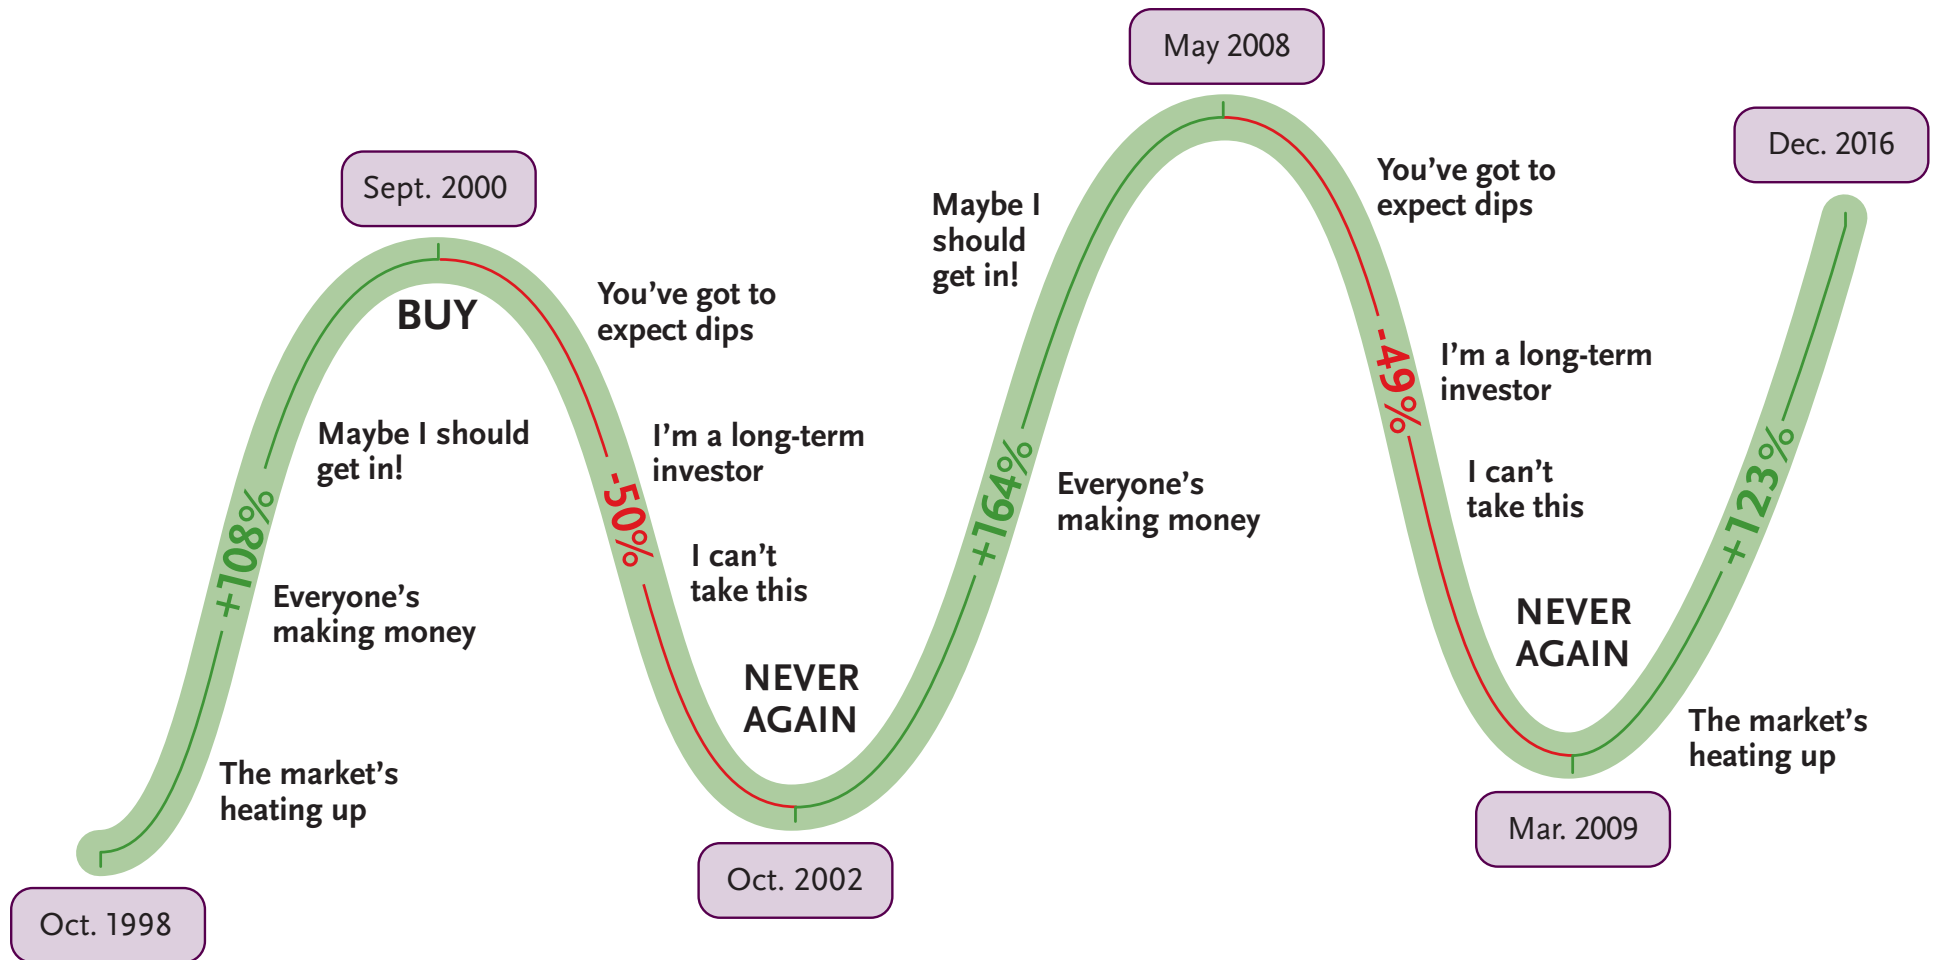 Oct. 1998
The market's
heating up
+108%
Everyone's
making money
Maybe I should
get in!
Sept. 2000
BUY
You've got to
expect dips
-50%
I'm a long-term
investor
I can't
take this
NEVER
AGAIN
Oct. 2002
+164%
Everyone's
making money
Maybe I
should
get in!
May 2008
You've got to
expect dips
-49%
I'm a long-term
investor
I can't
take this
NEVER
AGAIN
Mar. 2009
The market's
heating up
+123%
Dec. 2016